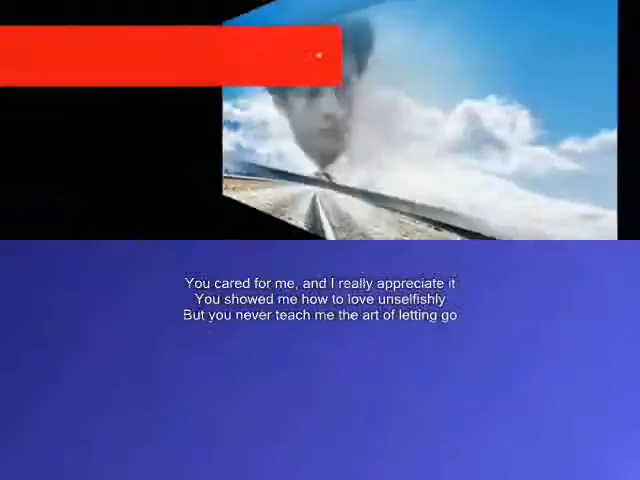 You cared for me, and I really appreciate it
You showed me how to love unselfishly
But you never teach me the art of letting go